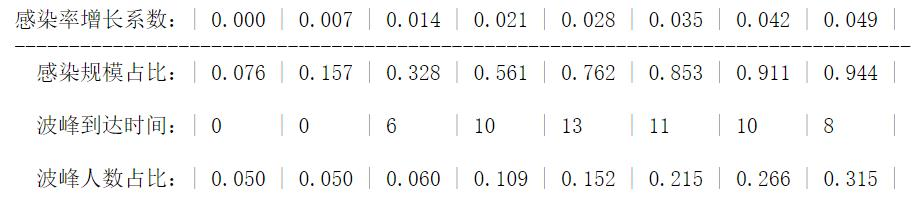 感染率增长系数：| 0.000 | 0.007 | 0.014 | 0.021 | 0.028 | 0.035 | 0.042 | 0.049 |
--------------------------------------------------------------------------------
感染规模占比：| 0.076 | 0.157 | 0.328 | 0.561 | 0.762 | 0.853 | 0.911 | 0.944 |
波峰到达时间：| 0 | 0 | 6 | 10 | 13 | 11 | 10 | 8 |
波峰人数占比：| 0.050 | 0.050 | 0.060 | 0.109 | 0.152 | 0.215 | 0.266 | 0.315 |